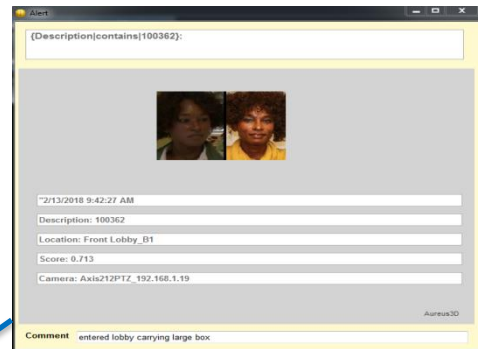 Alert
{Description|contains|100362}:
"2/13/2018 9:42:27 AM
Description: 100362
Location: Front Lobby_B1
Score: 0.713
Camera: Axis212PTZ_192.168.1.19
Aureus3D
Comment entered lobby carrying large box